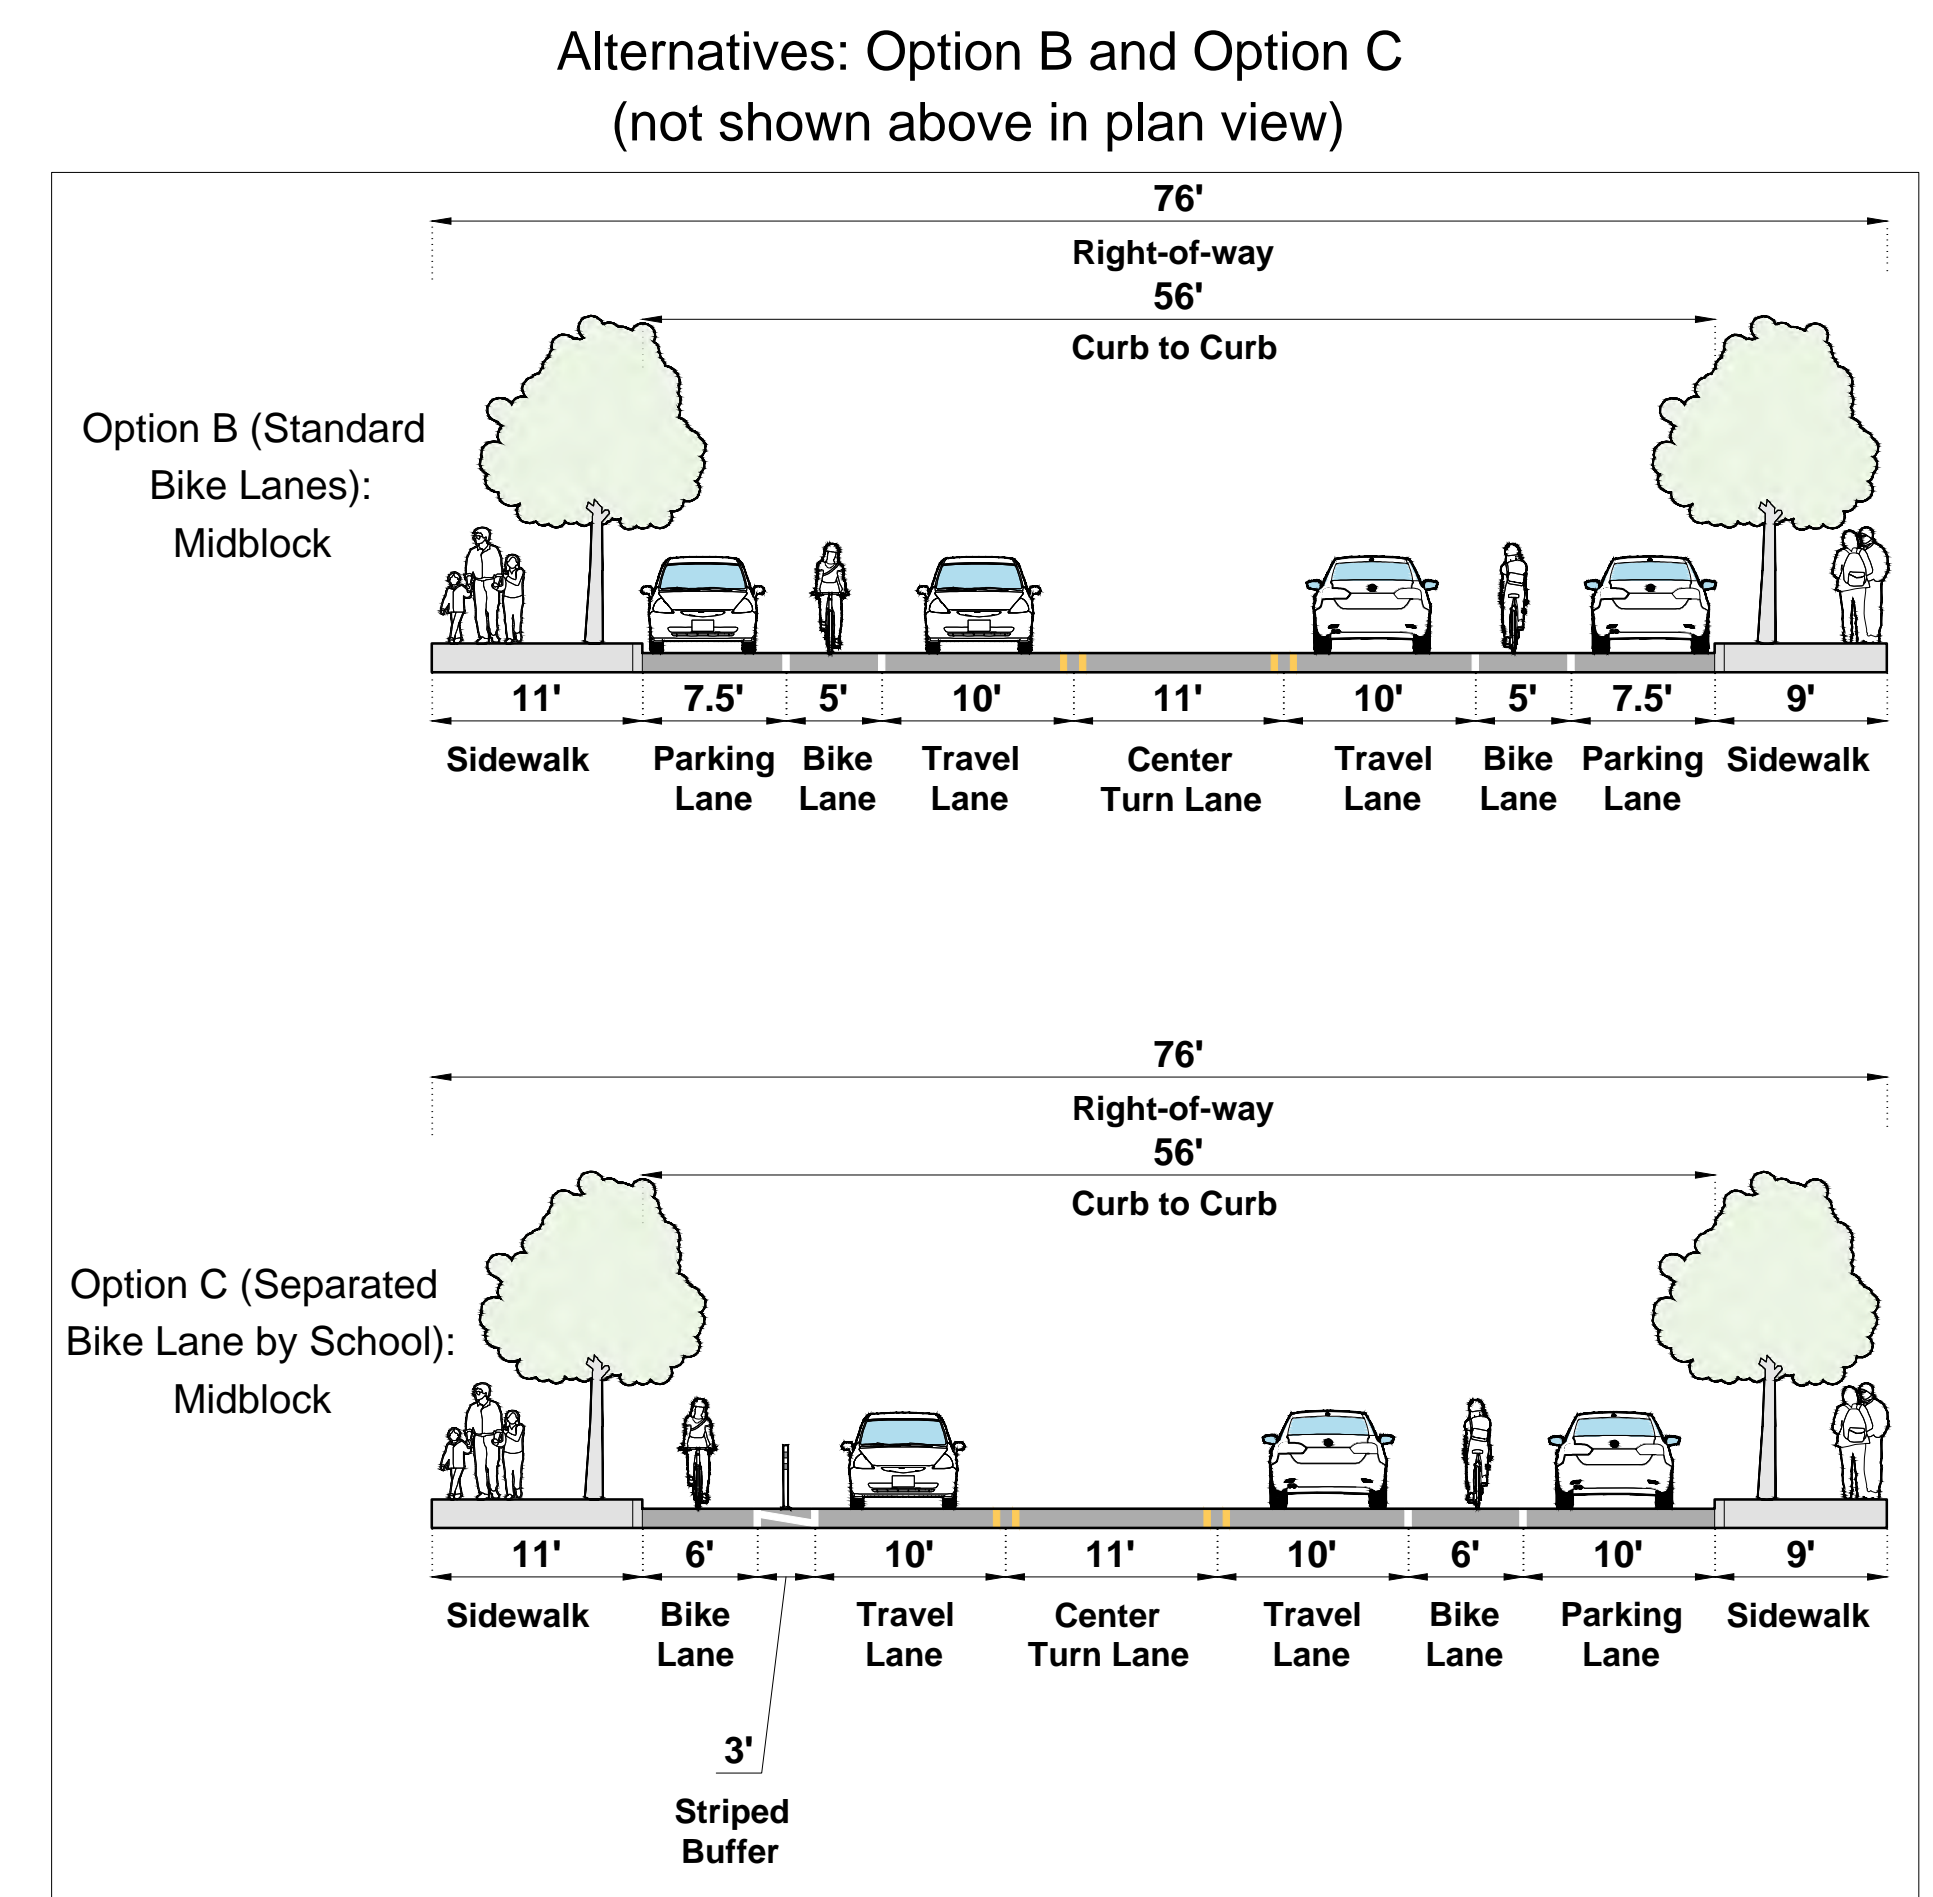 Alternatives: Option B and Option C
(not shown above in plan view)
76'
Right-of-way
56'
Curb to Curb
Option B (Standard
Bike Lanes):
Midblock
11' 7.5' 5' 10' 11' 10' 5' 7.5' 9'
Sidewalk Parking Bike Travel Center Travel Bike Parking Sidewalk
Lane Lane Lane Turn Lane Lane Lane Lane
76'
Right-of-way
56'
Curb to Curb
Option C (Separated
Bike Lane by School):
Midblock
11' 6' 10' 11' 10' 6' 10' 9'
Sidewalk Bike Travel Center Travel Bike Parking Sidewalk
Lane Lane Turn Lane Lane Lane Lane
3'
Striped
Buffer